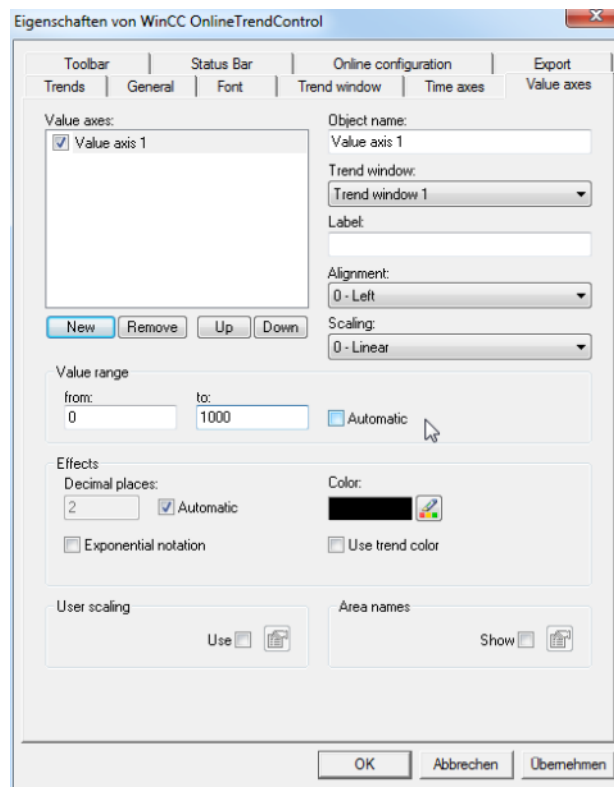 Eigenschaften von WinCC OnlineTrendControl
Toolbar Status Bar Online configuration Export
Trends General Font Trend window Time axes Value axes
Value axes:
Value axis 1
New Remove Up Down
Object name:
Value axis 1
Trend window:
Trend window 1
Label:
Alignment:
0 - Left
Scaling:
0 - Linear
Value range
from: to:
0 1000 Automatic
Effects
Decimal places: Color:
2 Automatic
Exponential notation Use trend color
User scaling Area names
Use Show
OK Abbrechen Übernehmen